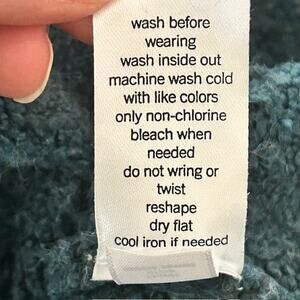 wash before
wearing
wash inside out
machine wash cold
with like colors
only non-chlorine
bleach when
needed
do not wring or
twist
reshape
dry flat
cool iron if needed